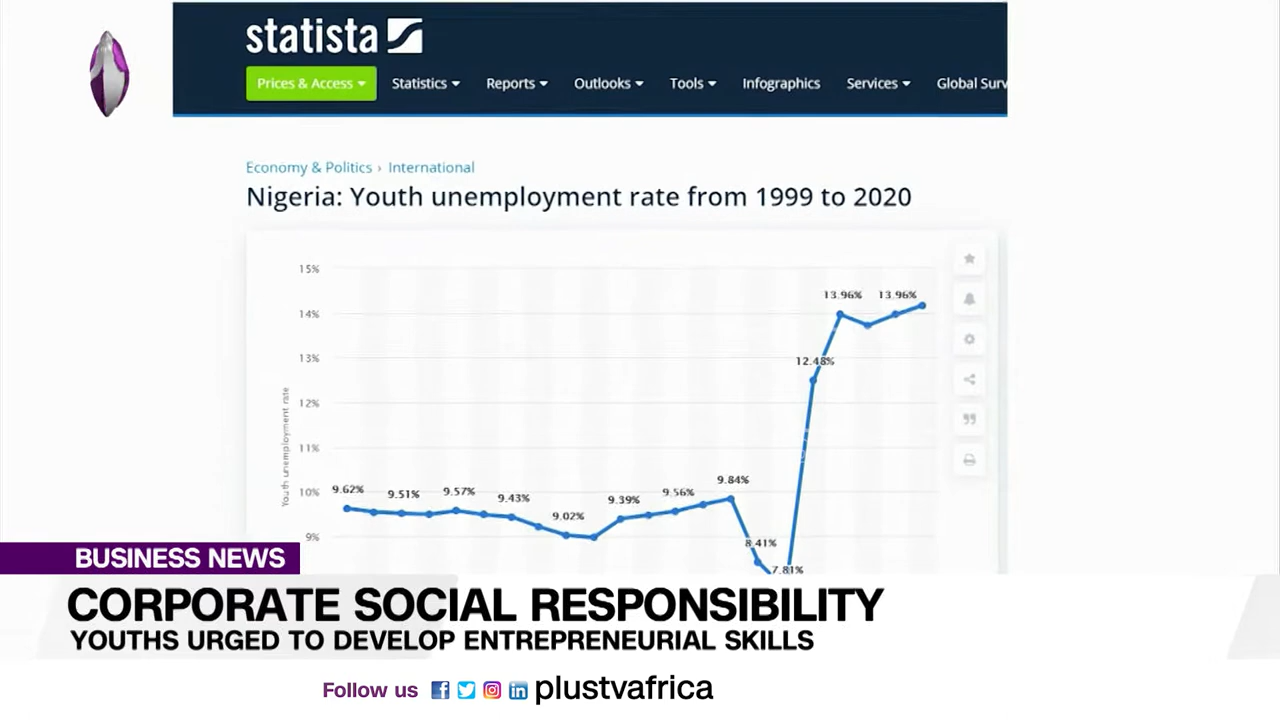 statista
Prices & Access Statistics Reports Outlooks Tools Infographics Services Global Surv
Economy & Politics › International
Nigeria: Youth unemployment rate from 1999 to 2020
15%
14%
13%
12%
11%
10%
9%
Youth unemployment rate
9.62%
9.51%
9.57%
9.43%
9.02%
9.39%
9.56%
9.84%
8.41%
7.81%
12.48%
13.96%
13.96%
BUSINESS NEWS
CORPORATE SOCIAL RESPONSIBILITY
YOUTHS URGED TO DEVELOP ENTREPRENEURIAL SKILLS
Follow us plustvafrica